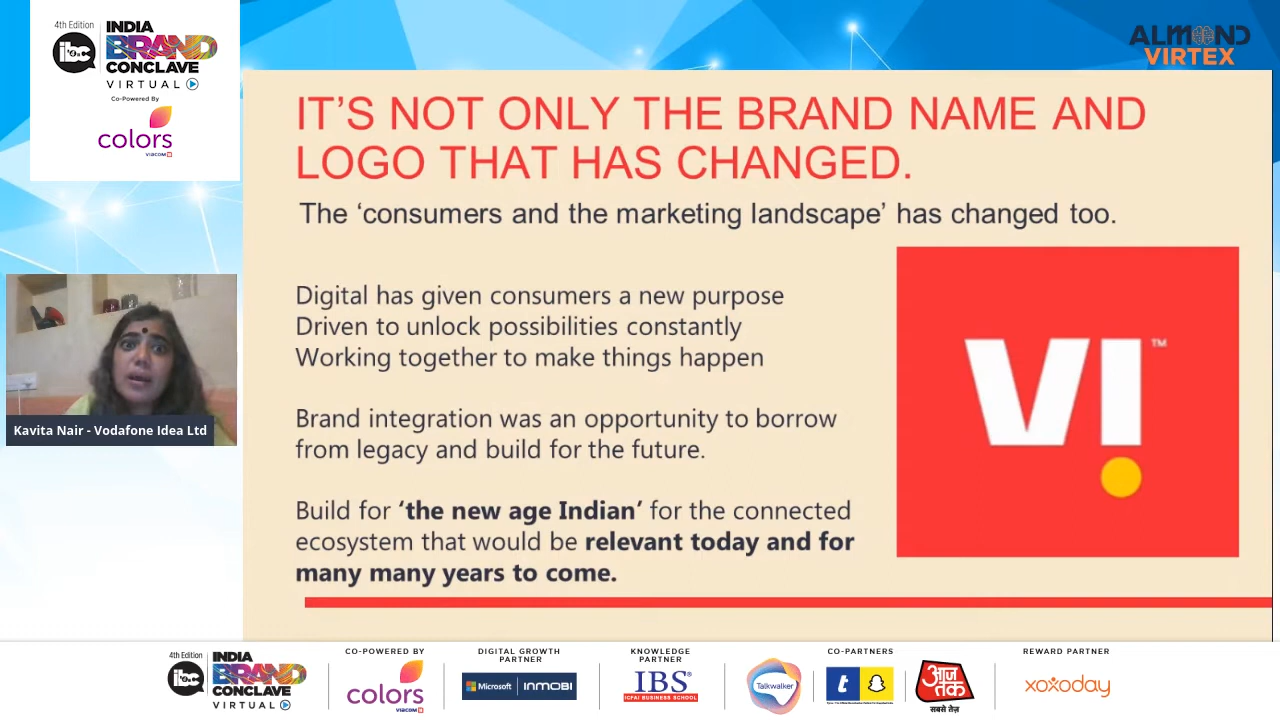 4th Edition
ibc
INDIA
BRAND
CONCLAVE
VIRTUAL
Co-Powered By
colors
VIACOM18
ALMOND
VIRTEX
IT’S NOT ONLY THE BRAND NAME AND
LOGO THAT HAS CHANGED.
The ‘consumers and the marketing landscape’ has changed too.
Digital has given consumers a new purpose
Driven to unlock possibilities constantly
Working together to make things happen
Brand integration was an opportunity to borrow
from legacy and build for the future.
Build for ‘the new age Indian’ for the connected
ecosystem that would be relevant today and for
many many years to come.
VI™
Kavita Nair - Vodafone Idea Ltd
4th Edition
ibc
INDIA
BRAND
CONCLAVE
VIRTUAL
CO-POWERED BY
colors
VIACOM18
DIGITAL GROWTH
PARTNER
Microsoft INMOBI
KNOWLEDGE
PARTNER
IBS®
ICFAI BUSINESS SCHOOL
CO-PARTNERS
Talkwalker
t
आज
तक
सबसे तेज़
REWARD PARTNER
xoxoday